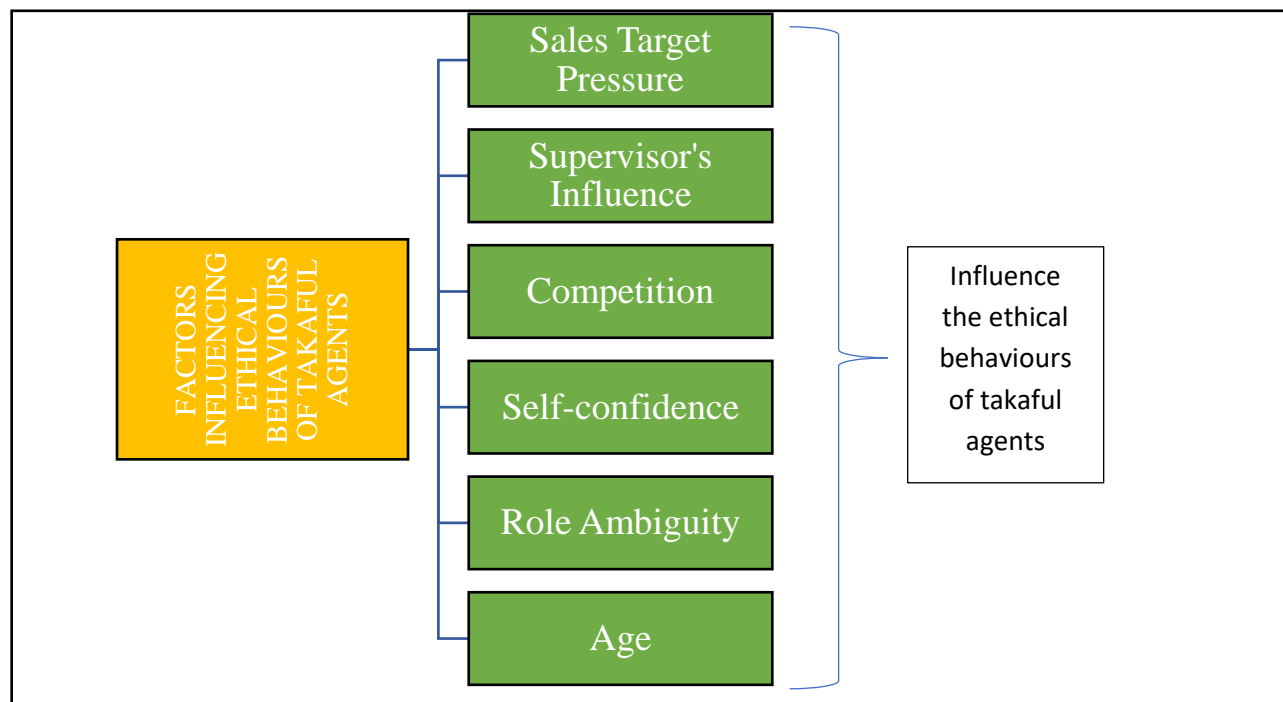 FACTORS
INFLUENCING
ETHICAL
BEHAVIOURS
OF TAKAFUL
AGENTS
Sales Target
Pressure
Supervisor's
Influence
Competition
Self-confidence
Role Ambiguity
Age
Influence
the ethical
behaviours
of takaful
agents